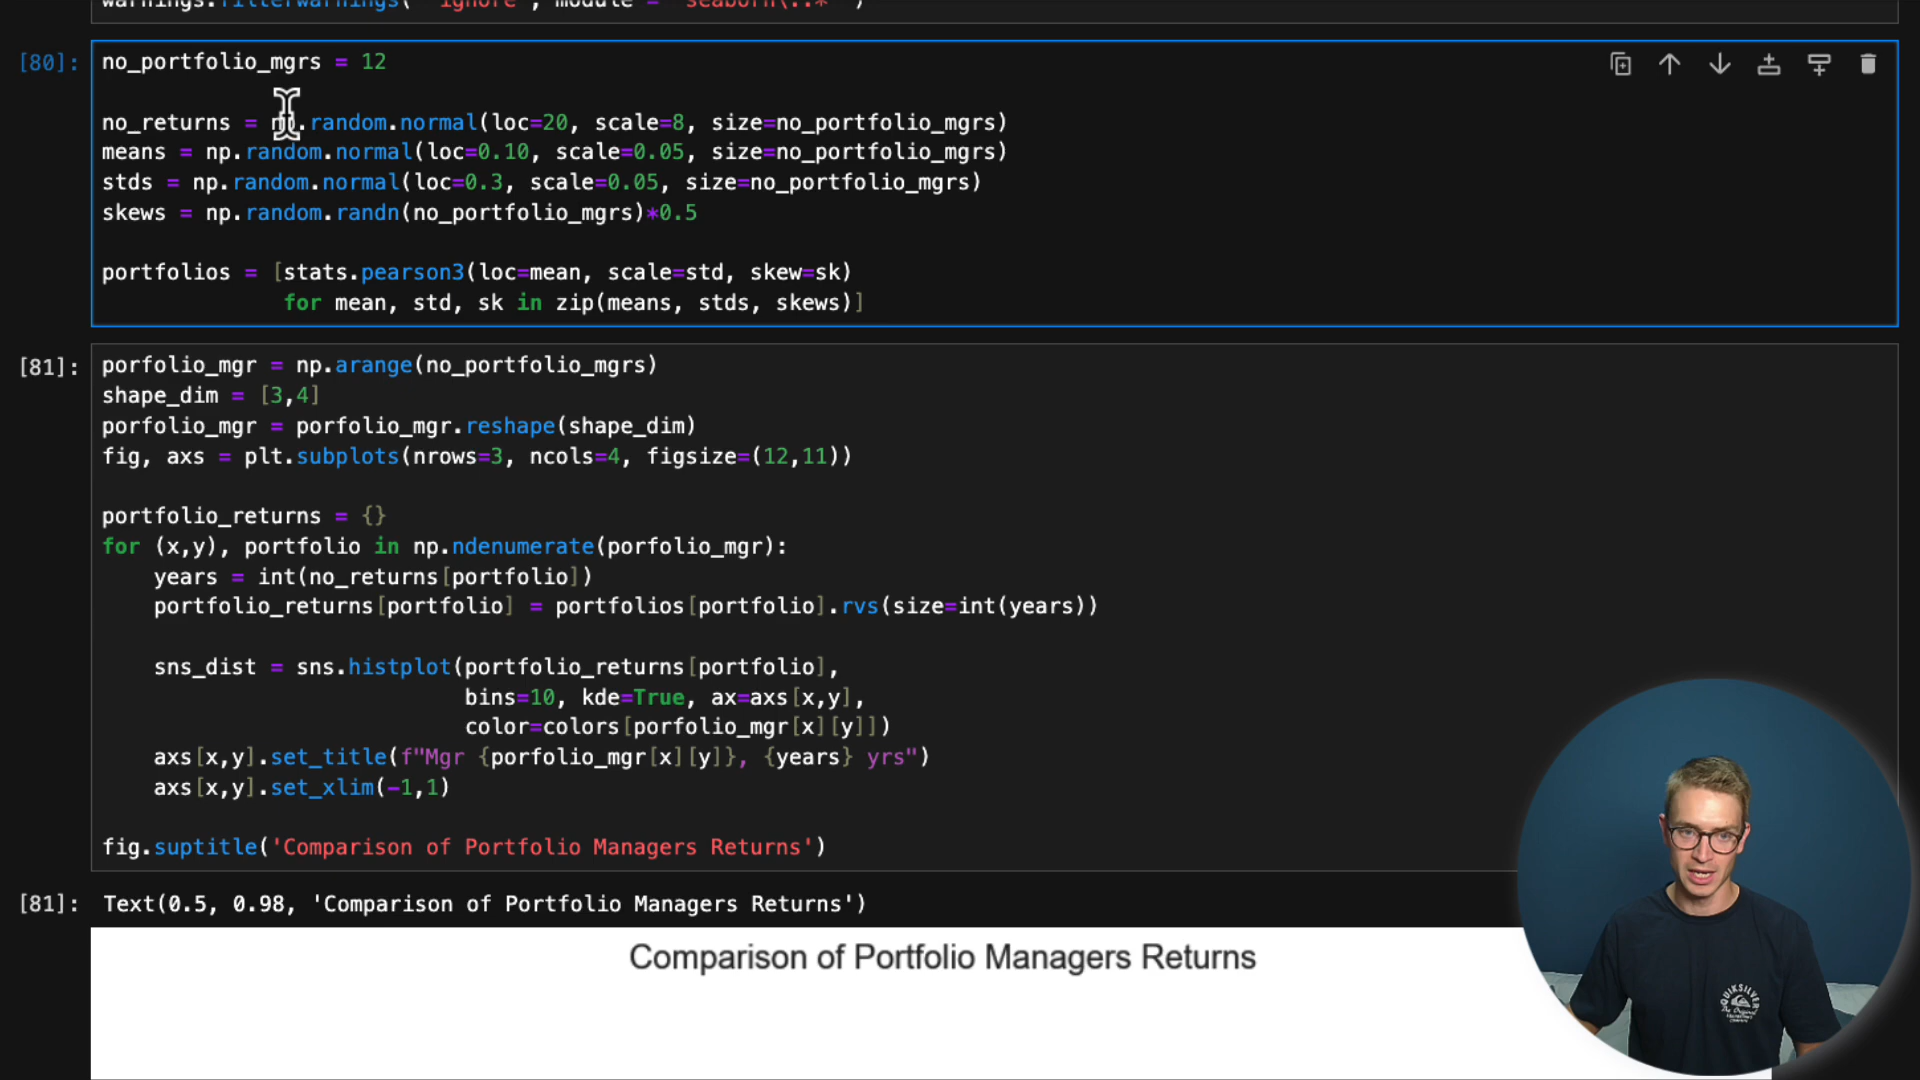 warnings.filterwarnings( "ignore", module = "seaborn\..*" )
[80]:
no_portfolio_mgrs = 12
no_returns = np.random.normal(loc=20, scale=8, size=no_portfolio_mgrs)
means = np.random.normal(loc=0.10, scale=0.05, size=no_portfolio_mgrs)
stds = np.random.normal(loc=0.3, scale=0.05, size=no_portfolio_mgrs)
skews = np.random.randn(no_portfolio_mgrs)*0.5
portfolios = [stats.pearson3(loc=mean, scale=std, skew=sk)
for mean, std, sk in zip(means, stds, skews)]
[81]:
porfolio_mgr = np.arange(no_portfolio_mgrs)
shape_dim = [3,4]
porfolio_mgr = porfolio_mgr.reshape(shape_dim)
fig, axs = plt.subplots(nrows=3, ncols=4, figsize=(12,11))
portfolio_returns = {}
for (x,y), portfolio in np.ndenumerate(porfolio_mgr):
years = int(no_returns[portfolio])
portfolio_returns[portfolio] = portfolios[portfolio].rvs(size=int(years))
sns_dist = sns.histplot(portfolio_returns[portfolio],
bins=10, kde=True, ax=axs[x,y],
color=colors[porfolio_mgr[x][y]])
axs[x,y].set_title(f"Mgr {porfolio_mgr[x][y]}, {years} yrs")
axs[x,y].set_xlim(-1,1)
fig.suptitle('Comparison of Portfolio Managers Returns')
[81]: Text(0.5, 0.98, 'Comparison of Portfolio Managers Returns')
Comparison of Portfolio Managers Returns
QUIKSILVER